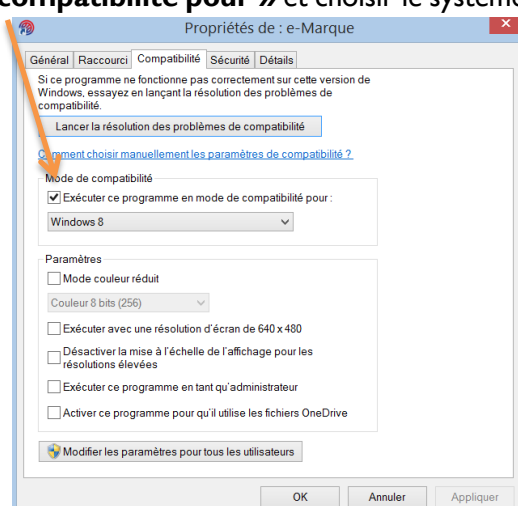 compatibilité pour » et choisir le système
Propriétés de : e-Marque
Général Raccourci Compatibilité Sécurité Détails
Si ce programme ne fonctionne pas correctement sur cette version de
Windows, essayez en lançant la résolution des problèmes de
compatibilité.
Lancer la résolution des problèmes de compatibilité
Comment choisir manuellement les paramètres de compatibilité ?
Mode de compatibilité
Exécuter ce programme en mode de compatibilité pour :
Windows 8
Paramètres
Mode couleur réduit
Couleur 8 bits (256)
Exécuter avec une résolution d'écran de 640 x 480
Désactiver la mise à l'échelle de l'affichage pour les
résolutions élevées
Exécuter ce programme en tant qu'administrateur
Activer ce programme pour qu'il utilise les fichiers OneDrive
Modifier les paramètres pour tous les utilisateurs
OK Annuler Appliquer